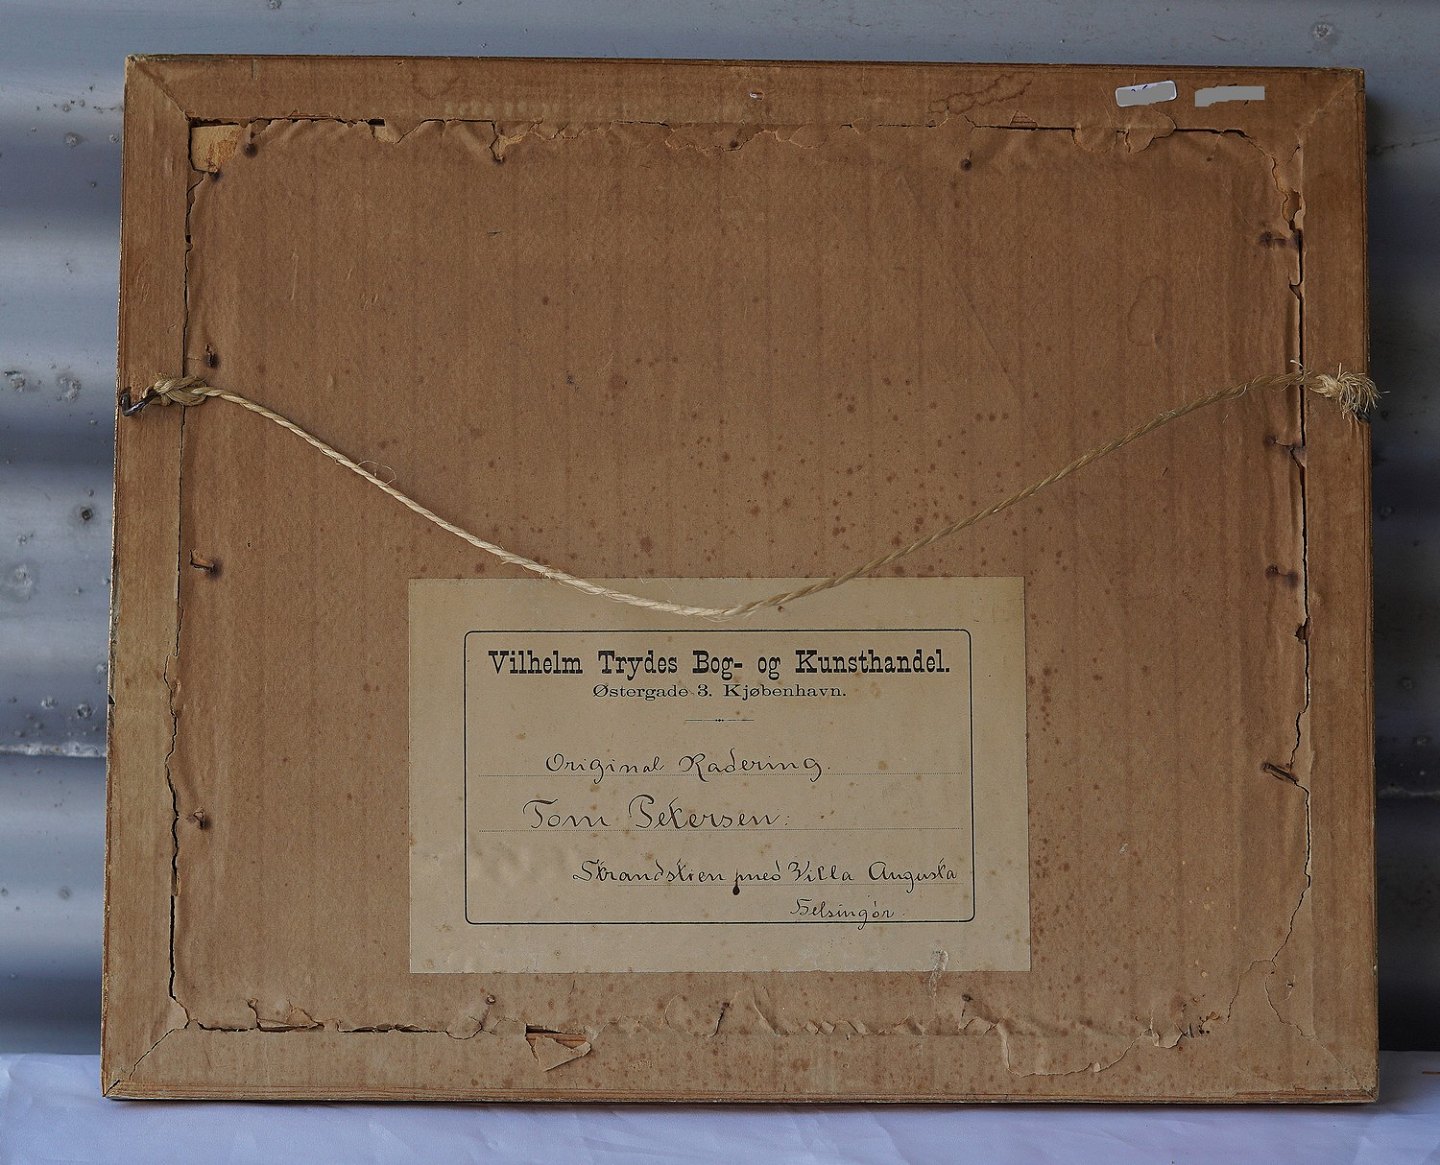 Vilhelm Trydes Bog- og Kunsthandel.
Østergade 3. Kjøbenhavn.
Original Radering.
Tom Petersen:
Strandstien med Villa Augusta
Helsingør.